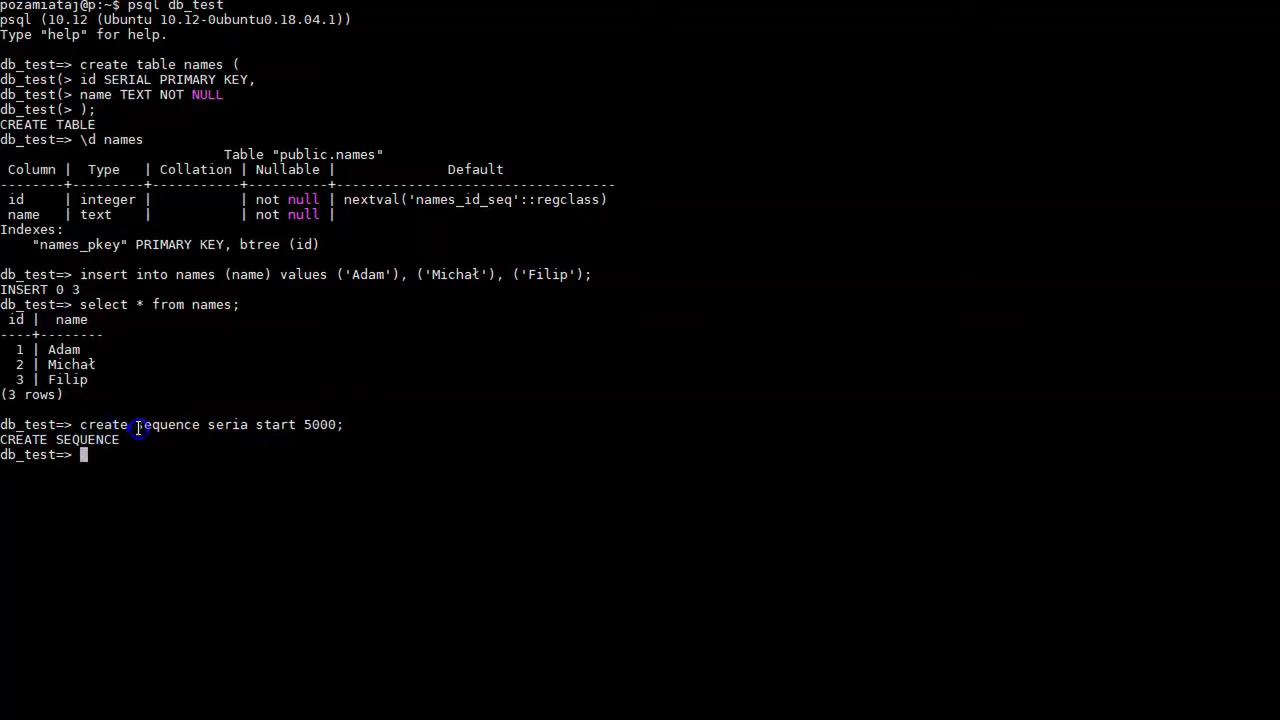 pozamiataj@p:~$ psql db_test
psql (10.12 (Ubuntu 10.12-0ubuntu0.18.04.1))
Type "help" for help.
db_test=> create table names (
db_test(> id SERIAL PRIMARY KEY,
db_test(> name TEXT NOT NULL
db_test(> );
CREATE TABLE
db_test=> \d names
Table "public.names"
Column | Type | Collation | Nullable | Default
--------+---------+-----------+----------+-----------------------------------
id | integer | | not null | nextval('names_id_seq'::regclass)
name | text | | not null |
Indexes:
"names_pkey" PRIMARY KEY, btree (id)
db_test=> insert into names (name) values ('Adam'), ('Michał'), ('Filip');
INSERT 0 3
db_test=> select * from names;
id | name
----+--------
1 | Adam
2 | Michał
3 | Filip
(3 rows)
db_test=> create sequence seria start 5000;
CREATE SEQUENCE
db_test=>